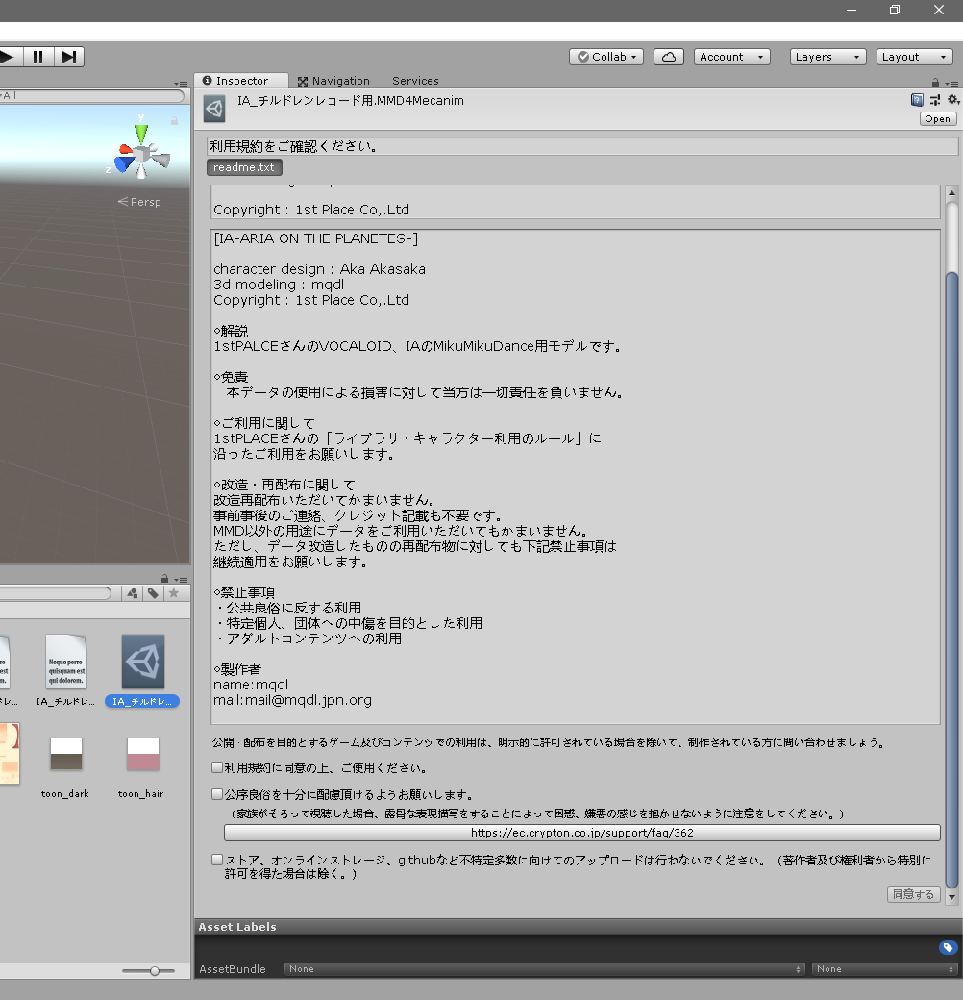 Collab
Account
Layers
Layout
All
Inspector
Navigation
Services
IA_チルドレンレコード用.MMD4Mecanim
Open
利用規約をご確認ください。
readme.txt
y
z
Persp
Copyright : 1st Place Co,.Ltd
[IA-ARIA ON THE PLANETES-]
character design : Aka Akasaka
3d modeling : mqdl
Copyright : 1st Place Co,.Ltd
◇解説
1stPALCEさんのVOCALOID、IAのMikuMikuDance用モデルです。
◇免責
本データの使用による損害に対して当方は一切責任を負いません。
◇ご利用に関して
1stPLACEさんの「ライブラリ・キャラクター利用のルール」に
沿ったご利用をお願いします。
◇改造・再配布に関して
改造再配布いただいてかまいません。
事前事後のご連絡、クレジット記載も不要です。
MMD以外の用途にデータをご利用いただいてもかまいません。
ただし、データ改造したものの再配布物に対しても下記禁止事項は
継続適用をお願いします。
◇禁止事項
・公共良俗に反する利用
・特定個人、団体への中傷を目的とした利用
・アダルトコンテンツへの利用
◇製作者
name:mqdl
mail:mail@mqdl.jpn.org
公開・配布を目的とするゲーム及びコンテンツでの利用は、明示的に許可されている場合を除いて、制作されている方に問い合わせましょう。
利用規約に同意の上、ご使用ください。
公序良俗を十分に配慮頂けるようお願いします。
（家族がそろって視聴した場合、露骨な表現描写をすることによって困惑、嫌悪の感じを抱かせないように注意をしてください。）
https://ec.crypton.co.jp/support/faq/362
ストア、オンラインストレージ、githubなど不特定多数に向けてのアップロードは行わないでください。（著作者及び権利者から特別に
許可を得た場合は除く。）
同意する
Neque porro
quisquam est
qui dolorem.
IA_チルドレ...
IA_チルドレ...
toon_dark
toon_hair
Asset Labels
AssetBundle
None
None